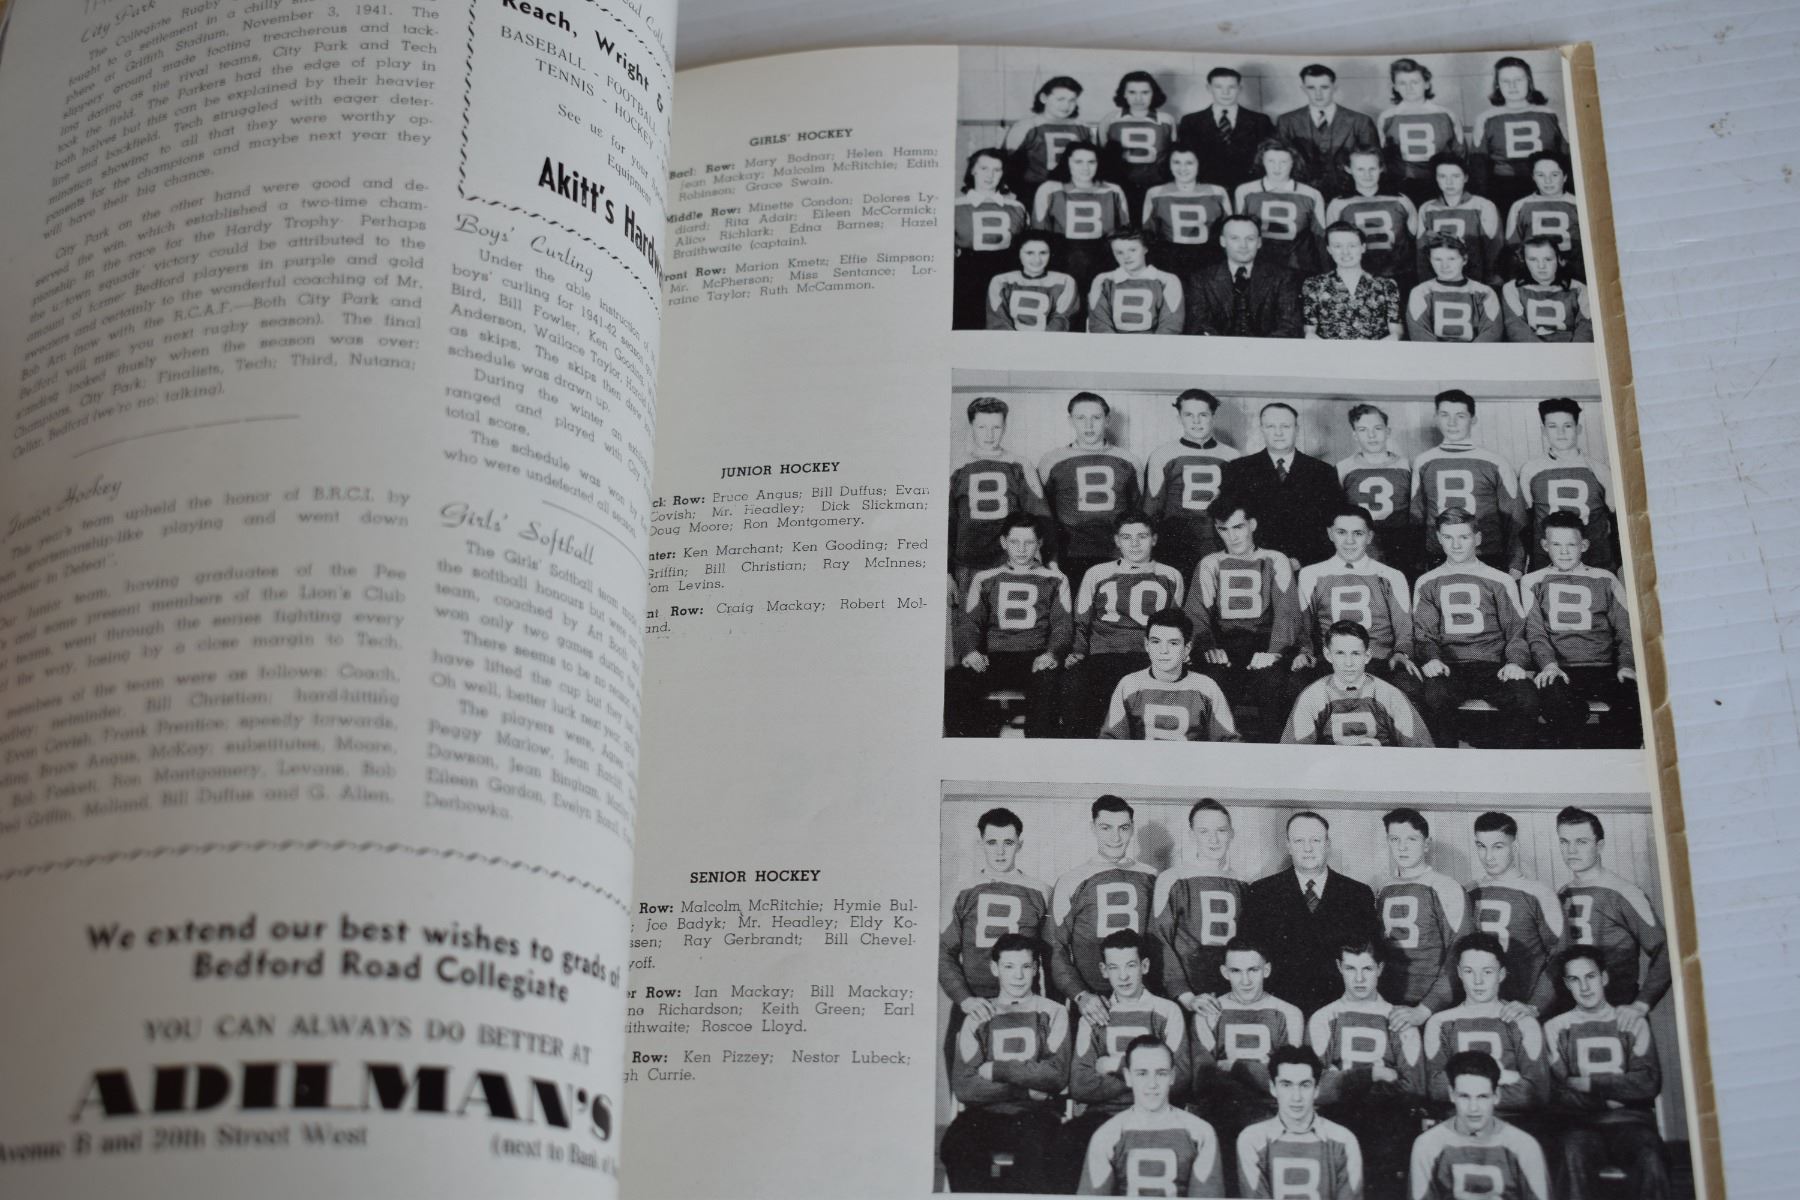 City Park
The Collegiate Rugby
fought to a settlement in a chilly
phere at Griffith Stadium, November 3, 1941. The
slippery ground made footing treacherous and tack-
ling daring as the rival teams, City Park and Tech
took the field. The Parkers had the edge of play in
both halves but this can be explained by their heavier
line and backfield. Tech struggled with eager deter-
mination showing to all that they were worthy op-
ponents for the champions and maybe next year they
will have their big chance.
City Park on the other hand were good and de-
served the win, which established a two-time cham-
pionship in the race for the Hardy Trophy. Perhaps
the uptown squads' victory could be attributed to the
amount of former Bedford players in purple and gold
sweaters and certainly to the wonderful coaching of Mr.
Bob Arn (now with the R.C.A.F.—Both City Park and
Bedford will miss you next rugby season). The final
standing looked thusly when the season was over:
Champions, City Park; Finalists, Tech; Third, Nutana;
Cellar, Bedford (we're not talking).
Junior Hockey
This year's team upheld the honor of B.R.C.I. by
sportsmanship-like playing and went down
in Defeat".
Our Junior team, having graduates of the Pee
and some present members of the Lion's Club
teams, went through the series fighting every
of the way, losing by a close margin to Tech.
members of the team were as follows: Coach,
netminder, Bill Christian; hard-hitting
Evan Covish, Frank Prentice; speedy forwards,
Bruce Angus, McKay; substitutes, Moore,
Bob Foskett, Ron Montgomery, Levans, Bob
Griffin, Molland, Bill Duffus and G. Allen.
We extend our best wishes to grads of
Bedford Road Collegiate
YOU CAN ALWAYS DO BETTER AT
ADILMAN'S
Avenue B and 20th Street West (next to Bank of
Reach, Wright &
BASEBALL - FOOTBALL
TENNIS - HOCKEY -
See us for your
Equipment
Akitt's Hardw
Boys' Curling
Under the able instruction of
boys' curling for 1941-42 season
Bird, Bill Fowler, Ken Gooding,
Anderson, Wallace Taylor, Harold
as skips. The skips then drew
schedule was drawn up.
During the winter an
ranged and played with City
total score.
The schedule was won by
who were undefeated all season.
Girls' Softball
The Girls' Softball team
the softball honours but were
team, coached by Art Booth
won only two games during the
There seems to be no reason
have lifted the cup but they
Oh well, better luck next year,
The players were, Agnes
Peggy Marlow, Jean
Dawson, Jean Bingham,
Eileen Gordon, Evelyn
Derbowka.
GIRLS' HOCKEY
Back Row: Mary Bodnar; Helen Hamm;
Jean Mackay; Malcolm McRitchie; Edith
Robinson; Grace Swain.
Middle Row: Minette Condon; Dolores Ly-
diard; Rita Adair; Eileen McCormick;
Alice Richlark; Edna Barnes; Hazel
Braithwaite (captain).
ront Row: Marion Kmetz; Effie Simpson;
Mr. McPherson; Miss Sentance; Lor-
raine Taylor; Ruth McCammon.
JUNIOR HOCKEY
ck Row: Bruce Angus; Bill Duffus; Evan
Covish; Mr. Headley; Dick Slickman;
Doug Moore; Ron Montgomery.
nter: Ken Marchant; Ken Gooding; Fred
Griffin; Bill Christian; Ray McInnes;
Tom Levins.
nt Row: Craig Mackay; Robert Mol-
and.
SENIOR HOCKEY
Row: Malcolm McRitchie; Hymie Bul-
; Joe Badyk; Mr. Headley; Eldy Ko-
ssen; Ray Gerbrandt; Bill Chevel-
yoff.
er Row: Ian Mackay; Bill Mackay;
ne Richardson; Keith Green; Earl
aithwaite; Roscoe Lloyd.
Row: Ken Pizzey; Nestor Lubeck;
gh Currie.
B B B B
B B B B B B B
B B B B
B B B 3 B B
B 10 B B B B
B B
B B B B B B
B B B B B B
B B B